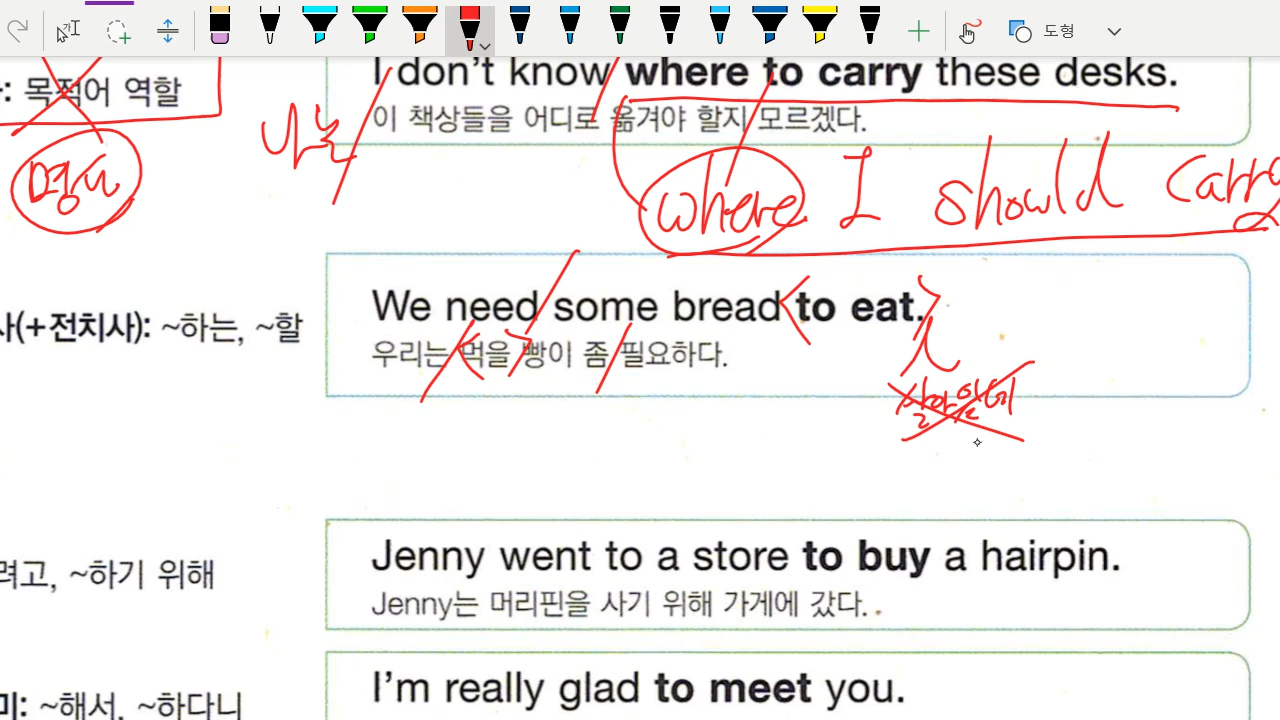 도형
: 목적어 역할
I don't know where to carry these desks.
이 책상들을 어디로 옮겨야 할지 모르겠다.
나는
명사
where I should carry
We need some bread to eat.
사(+전치사): ~하는, ~할
우리는 먹을 빵이 좀 필요하다.
려고, ~하기 위해
Jenny went to a store to buy a hairpin.
Jenny는 머리핀을 사기 위해 가게에 갔다.
I'm really glad to meet you.
미: ~해서, ~하다니